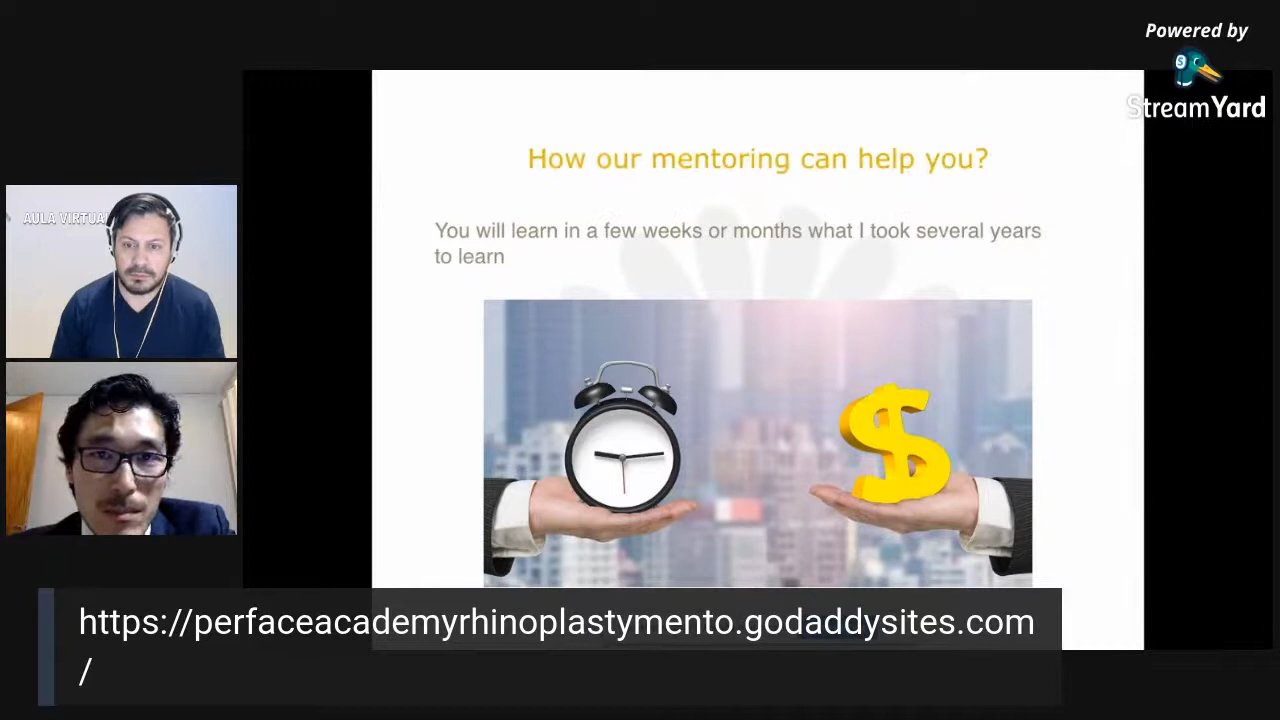 Powered by
StreamYard
How our mentoring can help you?
You will learn in a few weeks or months what I took several years
to learn
AULA VIRTUA
https://perfaceacademyrhinoplastymento.godaddysites.com
/